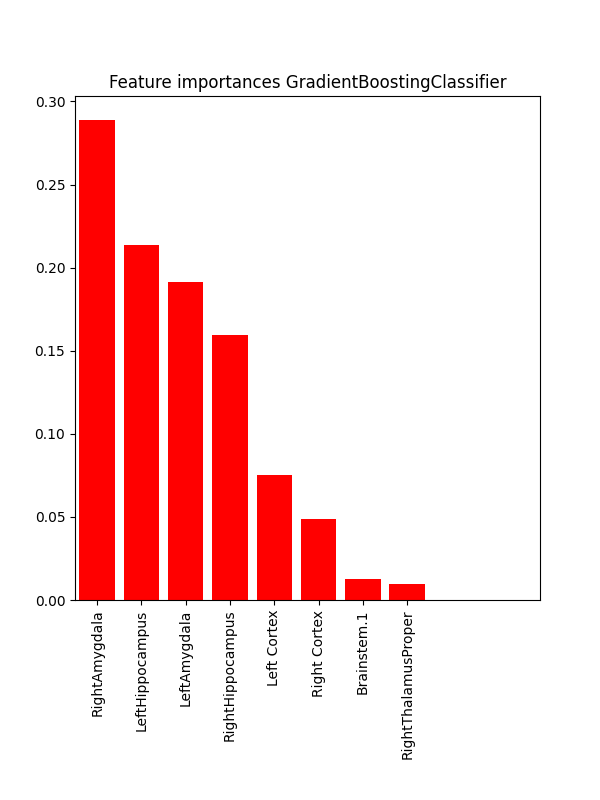 Feature importances GradientBoostingClassifier
0.30
0.25
0.20
0.15
0.10
0.05
0.00
RightAmygdala
LeftHippocampus
LeftAmygdala
RightHippocampus
Left Cortex
Right Cortex
Brainstem.1
RightThalamusProper